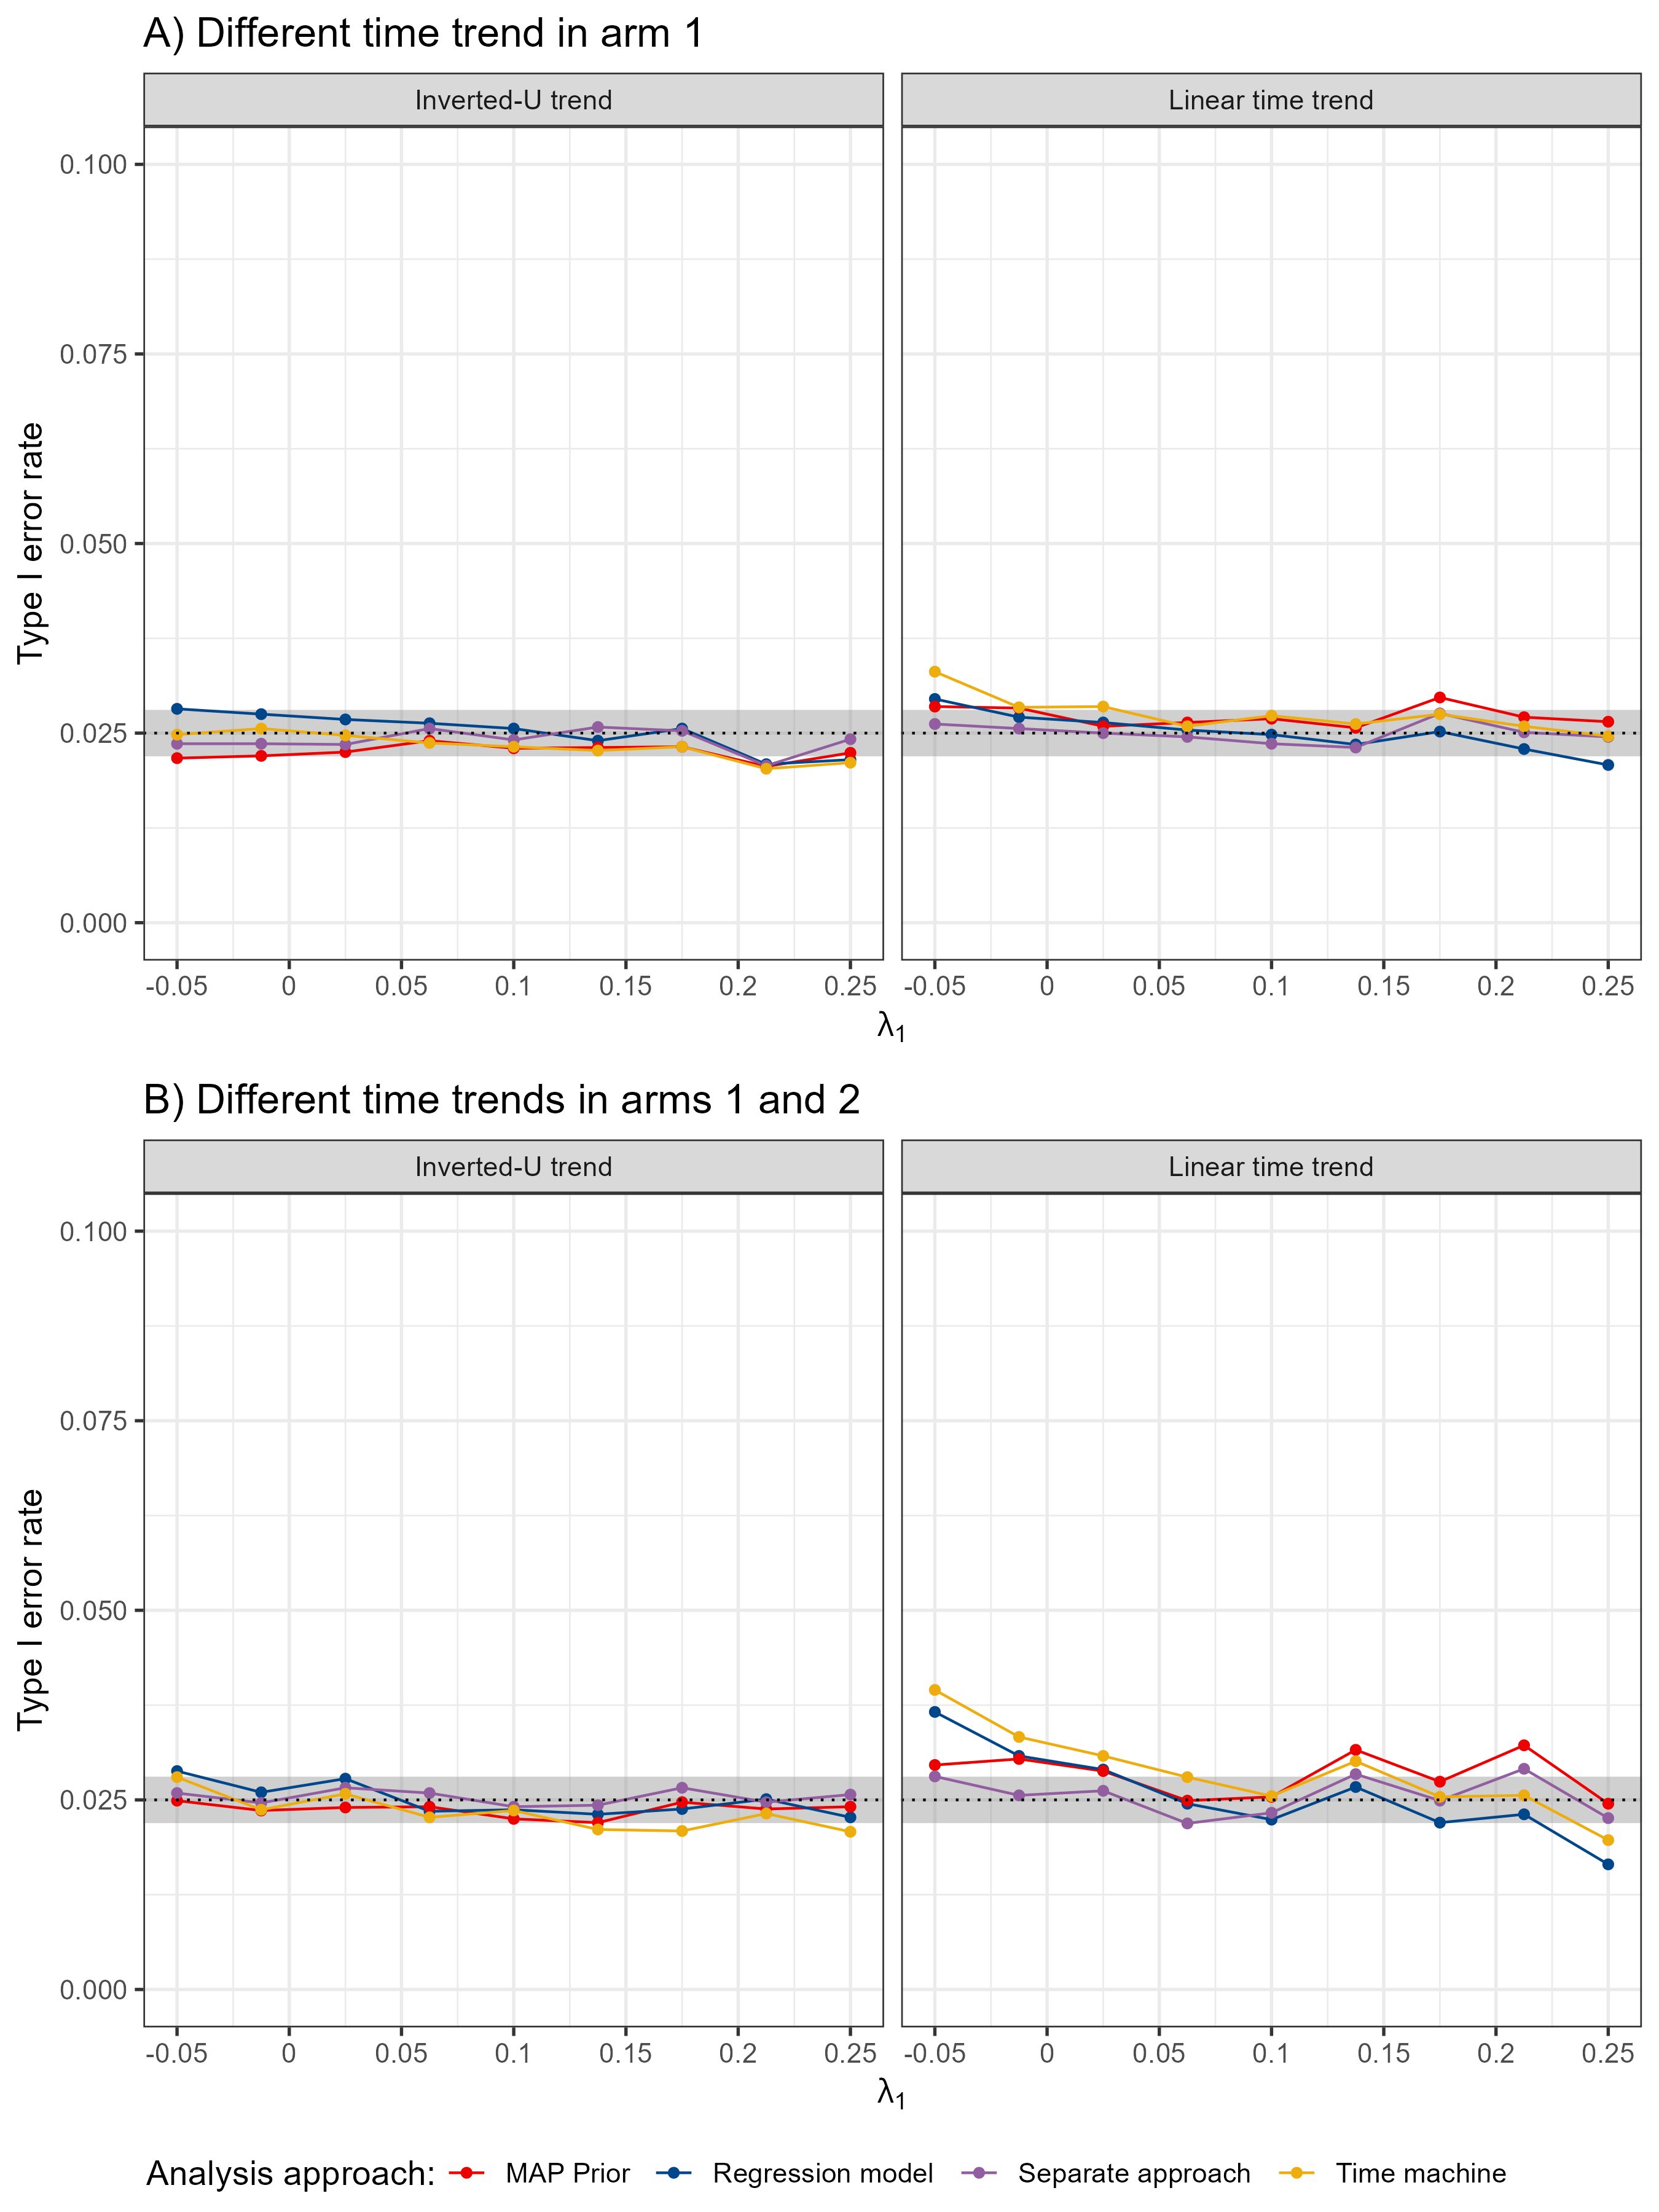 A) Different time trend in arm 1
Inverted-U trend
Linear time trend
Type I error rate
0.100
0.075
0.050
0.025
0.000
-0.05 0 0.05 0.1 0.15 0.2 0.25
-0.05 0 0.05 0.1 0.15 0.2 0.25
λ1
B) Different time trends in arms 1 and 2
Inverted-U trend
Linear time trend
Type I error rate
0.100
0.075
0.050
0.025
0.000
-0.05 0 0.05 0.1 0.15 0.2 0.25
-0.05 0 0.05 0.1 0.15 0.2 0.25
λ1
Analysis approach: MAP Prior Regression model Separate approach Time machine